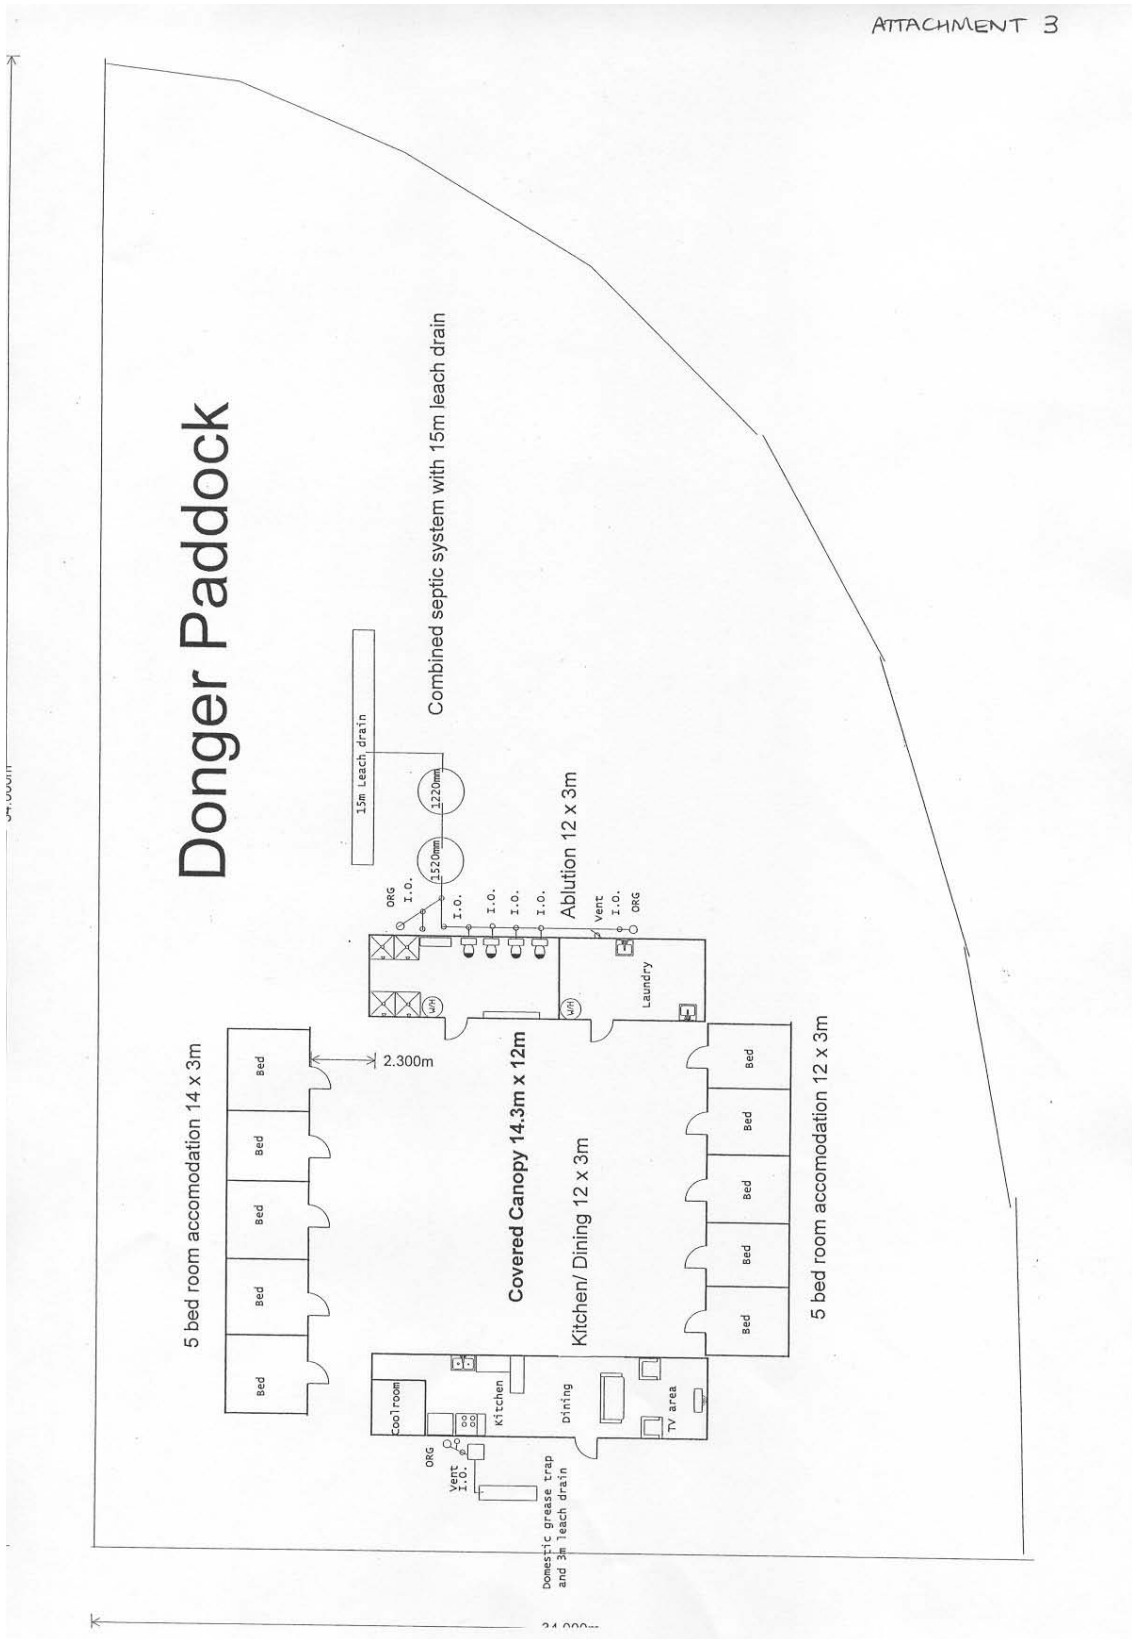 ATTACHMENT 3
Donger Paddock
Combined septic system with 15m leach drain
15m Leach drain
1220mm
1520mm
ORG
I.O.
I.O.
I.O.
I.O.
I.O.
Ablution 12 x 3m
Vent
I.O.
ORG
W/H
W/H
Laundry
2.300m
5 bed room accomodation 14 x 3m
Bed
Bed
Bed
Bed
Bed
Covered Canopy 14.3m x 12m
Kitchen/ Dining 12 x 3m
5 bed room accomodation 12 x 3m
Bed
Bed
Bed
Bed
Bed
Coolroom
Kitchen
Dining
TV area
ORG
Vent
I.O.
Domestic grease trap
and 3m leach drain